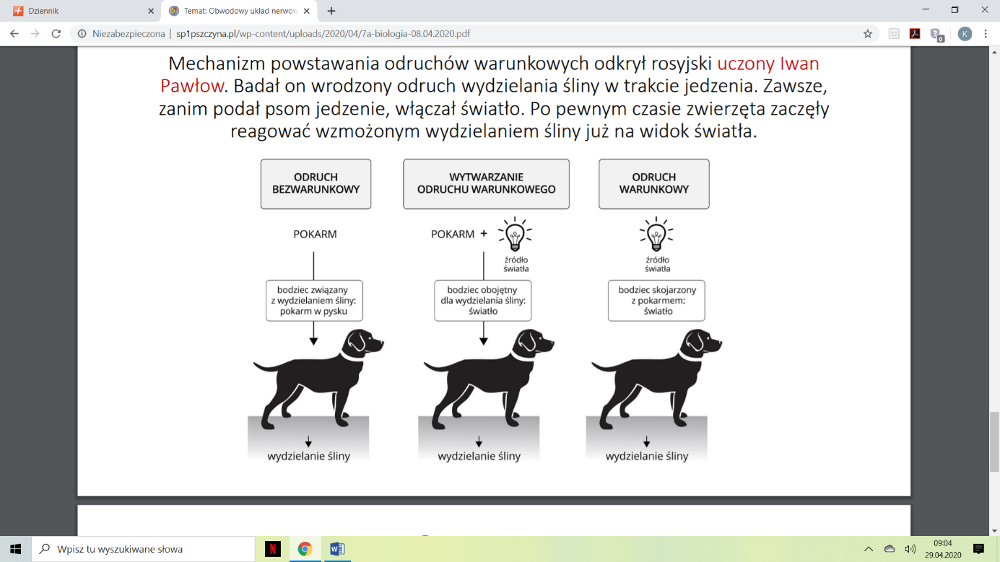 Dziennik
Temat: Obwodowy układ nerwow
Niezabezpieczona | sp1pszczyna.pl/wp-content/uploads/2020/04/7a-biologia-08.04.2020.pdf
K
Mechanizm powstawania odruchów warunkowych odkrył rosyjski uczony Iwan
Pawłow. Badał on wrodzony odruch wydzielania śliny w trakcie jedzenia. Zawsze,
zanim podał psom jedzenie, włączał światło. Po pewnym czasie zwierzęta zaczęły
reagować wzmożonym wydzielaniem śliny już na widok światła.
ODRUCH
BEZWARUNKOWY
POKARM
bodziec związany
z wydzielaniem śliny:
pokarm w pysku
wydzielanie śliny
WYTWARZANIE
ODRUCHU WARUNKOWEGO
POKARM +
źródło
światła
bodziec obojętny
dla wydzielania śliny:
światło
wydzielanie śliny
ODRUCH
WARUNKOWY
źródło
światła
bodziec skojarzony
z pokarmem:
światło
wydzielanie śliny
Wpisz tu wyszukiwane słowa
09:04
29.04.2020